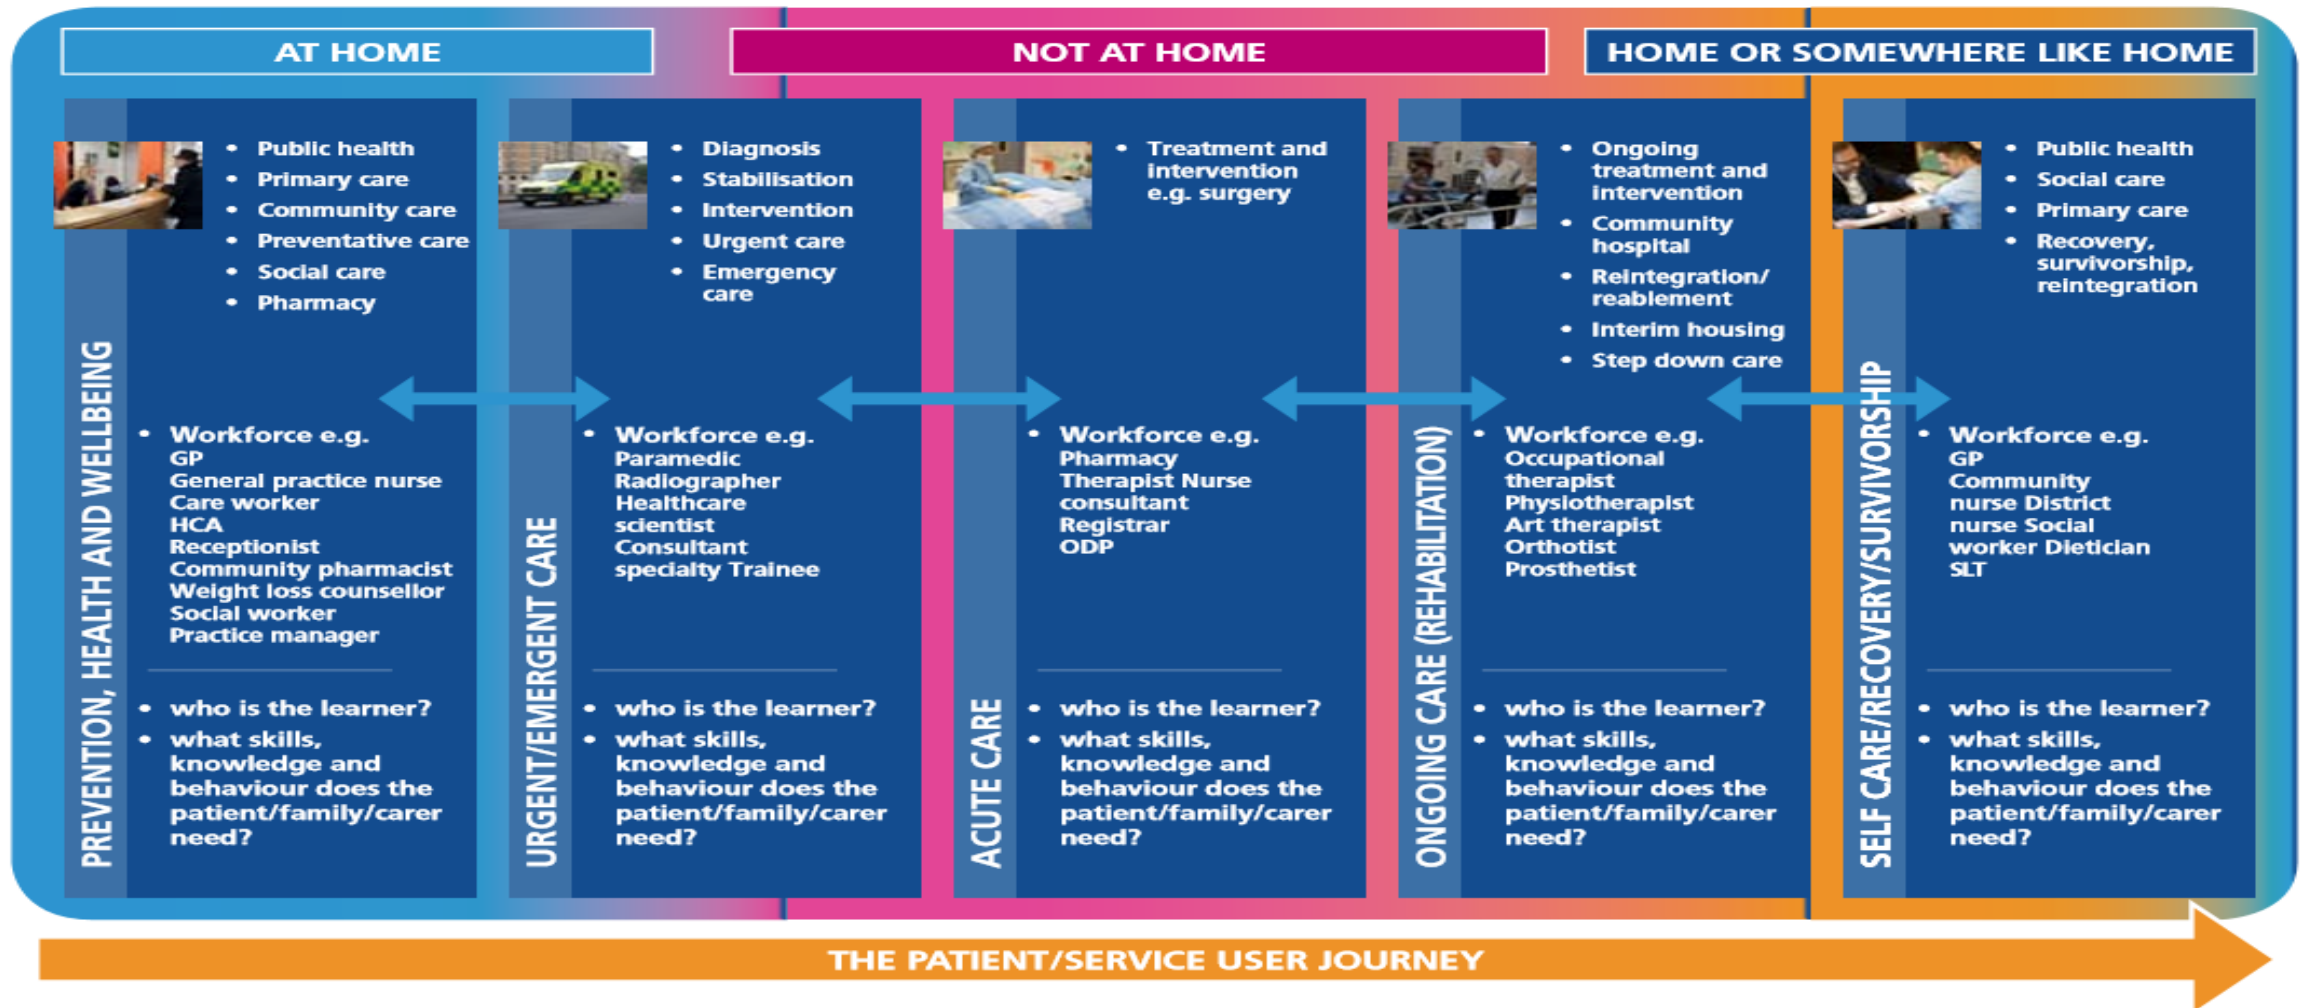 AT HOME
NOT AT HOME
HOME OR SOMEWHERE LIKE HOME
PREVENTION, HEALTH AND WELLBEING
• Public health
• Primary care
• Community care
• Preventative care
• Social care
• Pharmacy
• Workforce e.g.
GP
General practice nurse
Care worker
HCA
Receptionist
Community pharmacist
Weight loss counsellor
Social worker
Practice manager
• who is the learner?
• what skills,
knowledge and
behaviour does the
patient/family/carer
need?
URGENT/EMERGENT CARE
• Diagnosis
• Stabilisation
• Intervention
• Urgent care
• Emergency
care
• Workforce e.g.
Paramedic
Radiographer
Healthcare
scientist
Consultant
specialty Trainee
• who is the learner?
• what skills,
knowledge and
behaviour does the
patient/family/carer
need?
ACUTE CARE
• Treatment and
intervention
e.g. surgery
• Workforce e.g.
Pharmacy
Therapist Nurse
consultant
Registrar
ODP
• who is the learner?
• what skills,
knowledge and
behaviour does the
patient/family/carer
need?
ONGOING CARE (REHABILITATION)
• Ongoing
treatment and
intervention
• Community
hospital
• Reintegration/
reablement
• Interim housing
• Step down care
• Workforce e.g.
Occupational
therapist
Physiotherapist
Art therapist
Orthotist
Prosthetist
• who is the learner?
• what skills,
knowledge and
behaviour does the
patient/family/carer
need?
SELF CARE/RECOVERY/SURVIVORSHIP
• Public health
• Social care
• Primary care
• Recovery,
survivorship,
reintegration
• Workforce e.g.
GP
Community
nurse District
nurse Social
worker Dietician
SLT
• who is the learner?
• what skills,
knowledge and
behaviour does the
patient/family/carer
need?
THE PATIENT/SERVICE USER JOURNEY